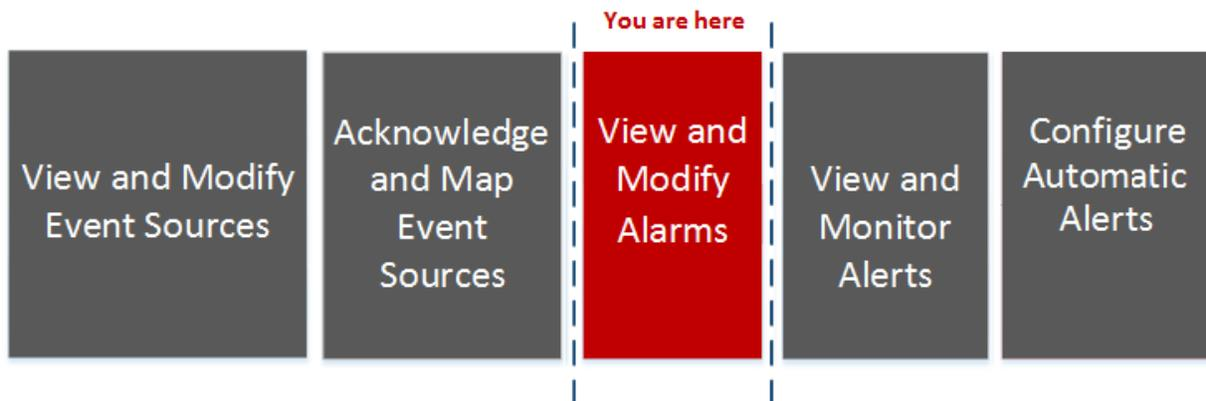 You are here
View and Modify
Event Sources
Acknowledge
and Map
Event
Sources
View and
Modify
Alarms
View and
Monitor
Alerts
Configure
Automatic
Alerts